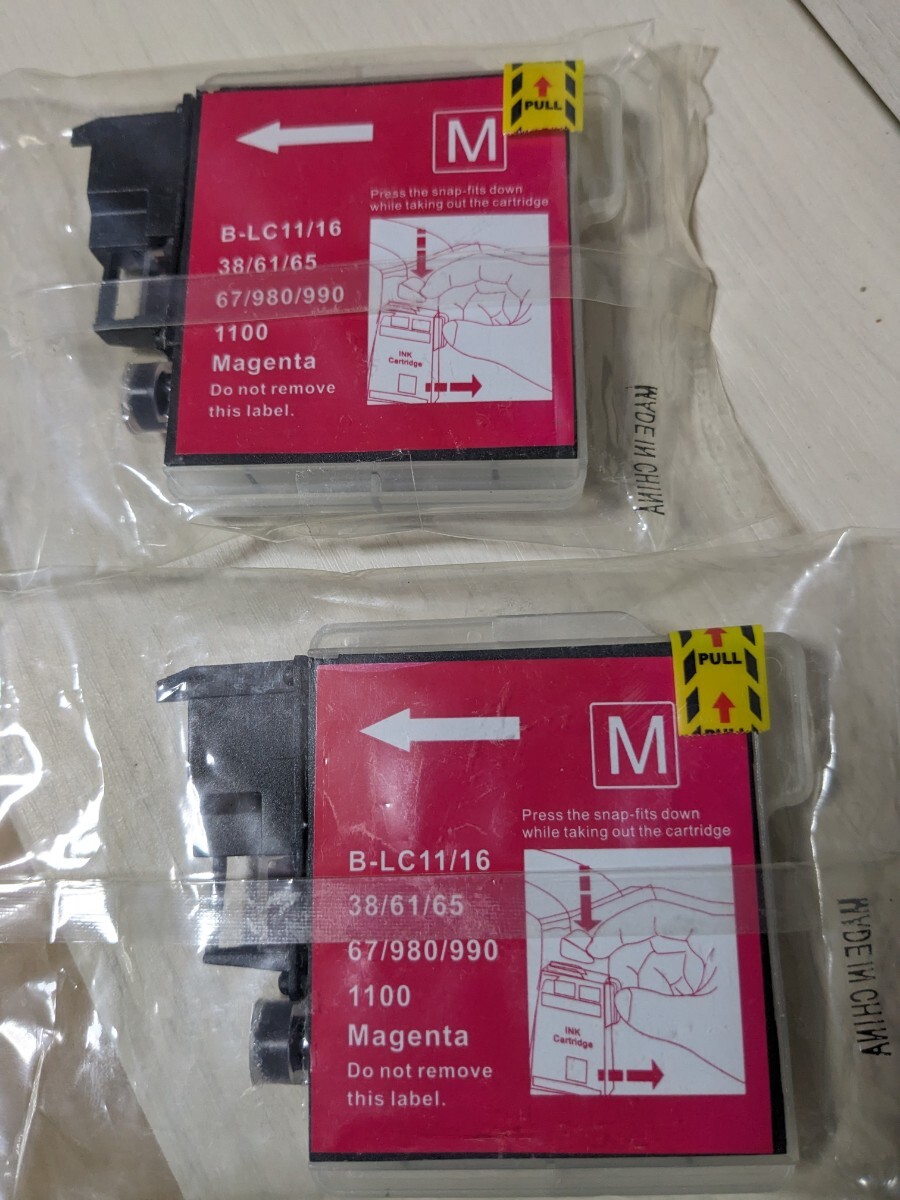 PULL
M
Press the snap-fits down
while taking out the cartridge
B-LC11/16
38/61/65
67/980/990
1100
Magenta
Do not remove
this label.
INK
Cartridge
MADE IN CHINA
PULL
M
Press the snap-fits down
while taking out the cartridge
B-LC11/16
38/61/65
67/980/990
1100
Magenta
Do not remove
this label.
INK
Cartridge
MADE IN CHINA